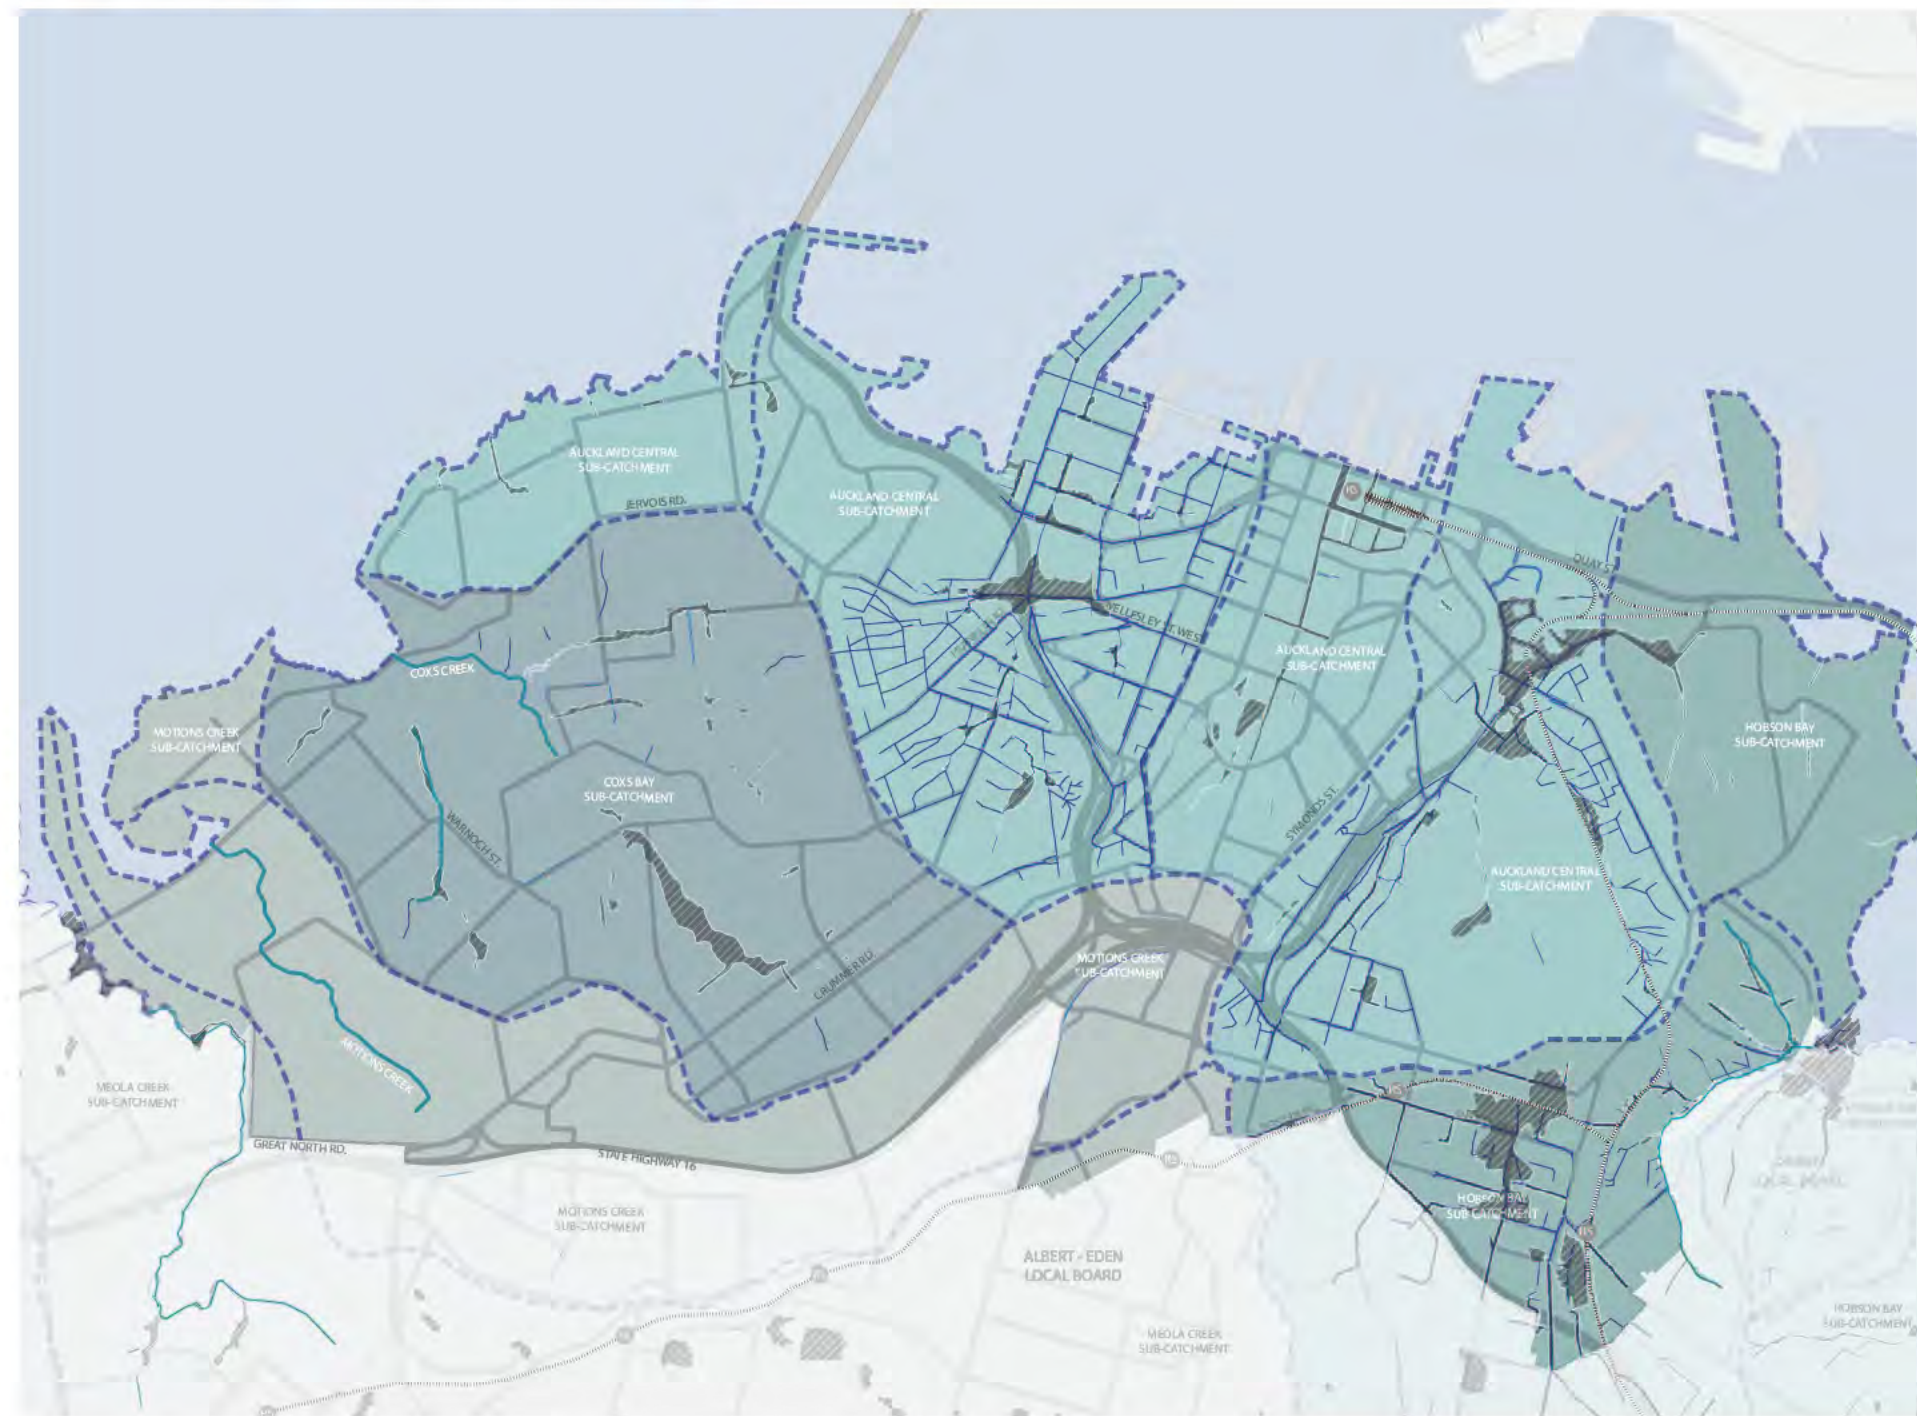 AUCKLAND CENTRAL
SUB-CATCHMENT
JERVOIS RD.
AUCKLAND CENTRAL
SUB-CATCHMENT
QUAY ST.
WELLESLEY ST. WEST
AUCKLAND CENTRAL
SUB-CATCHMENT
COXS CREEK
MOTIONS CREEK
SUB-CATCHMENT
HOBSON BAY
SUB-CATCHMENT
COXS BAY
SUB-CATCHMENT
WARNOCH ST.
SYMONDS ST.
AUCKLAND CENTRAL
SUB-CATCHMENT
MOTIONS CREEK
SUB-CATCHMENT
CRUMMER RD.
MOTIONS CREEK
MEOLA CREEK
SUB-CATCHMENT
GREAT NORTH RD.
STATE HIGHWAY 16
MOTIONS CREEK
SUB-CATCHMENT
HOBSON BAY
SUB-CATCHMENT
ALBERT - EDEN
LOCAL BOARD
LOCAL BOARD
MEOLA CREEK
SUB-CATCHMENT
HOBSON BAY
SUB-CATCHMENT